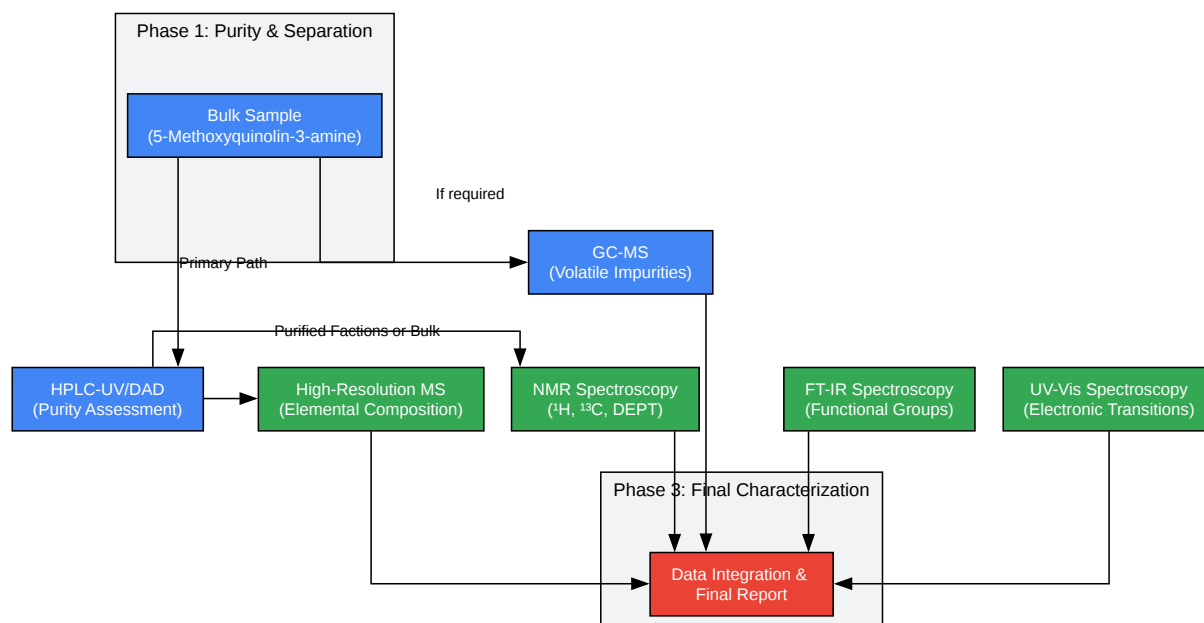 Phase 1: Purity & Separation
Bulk Sample
(5-Methoxyquinolin-3-amine)
If required
GC-MS
(Volatile Impurities)
Primary Path
Purified Factions or Bulk
HPLC-UV/DAD
(Purity Assessment)
High-Resolution MS
(Elemental Composition)
NMR Spectroscopy
(¹H, ¹³C, DEPT)
FT-IR Spectroscopy
(Functional Groups)
UV-Vis Spectroscopy
(Electronic Transitions)
Phase 3: Final Characterization
Data Integration &
Final Report